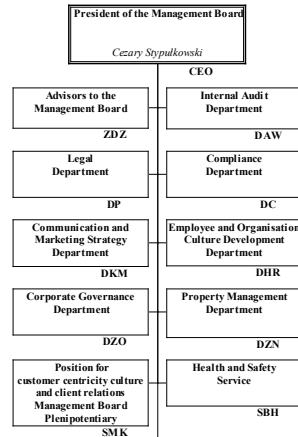 President of the Management Board
Cezary Stypułkowski
CEO
Advisors to the
Management Board
ZDZ
Internal Audit
Department
DAW
Legal
Department
DP
Compliance
Department
DC
Communication and
Marketing Strategy
Department
DKM
Employee and Organisation
Culture Development
Department
DHR
Corporate Governance
Department
DZO
Property Management
Department
DZN
Position for
customer centricity culture
and client relations
Management Board
Plenipotentiary
SMK
Health and Safety
Service
SBH